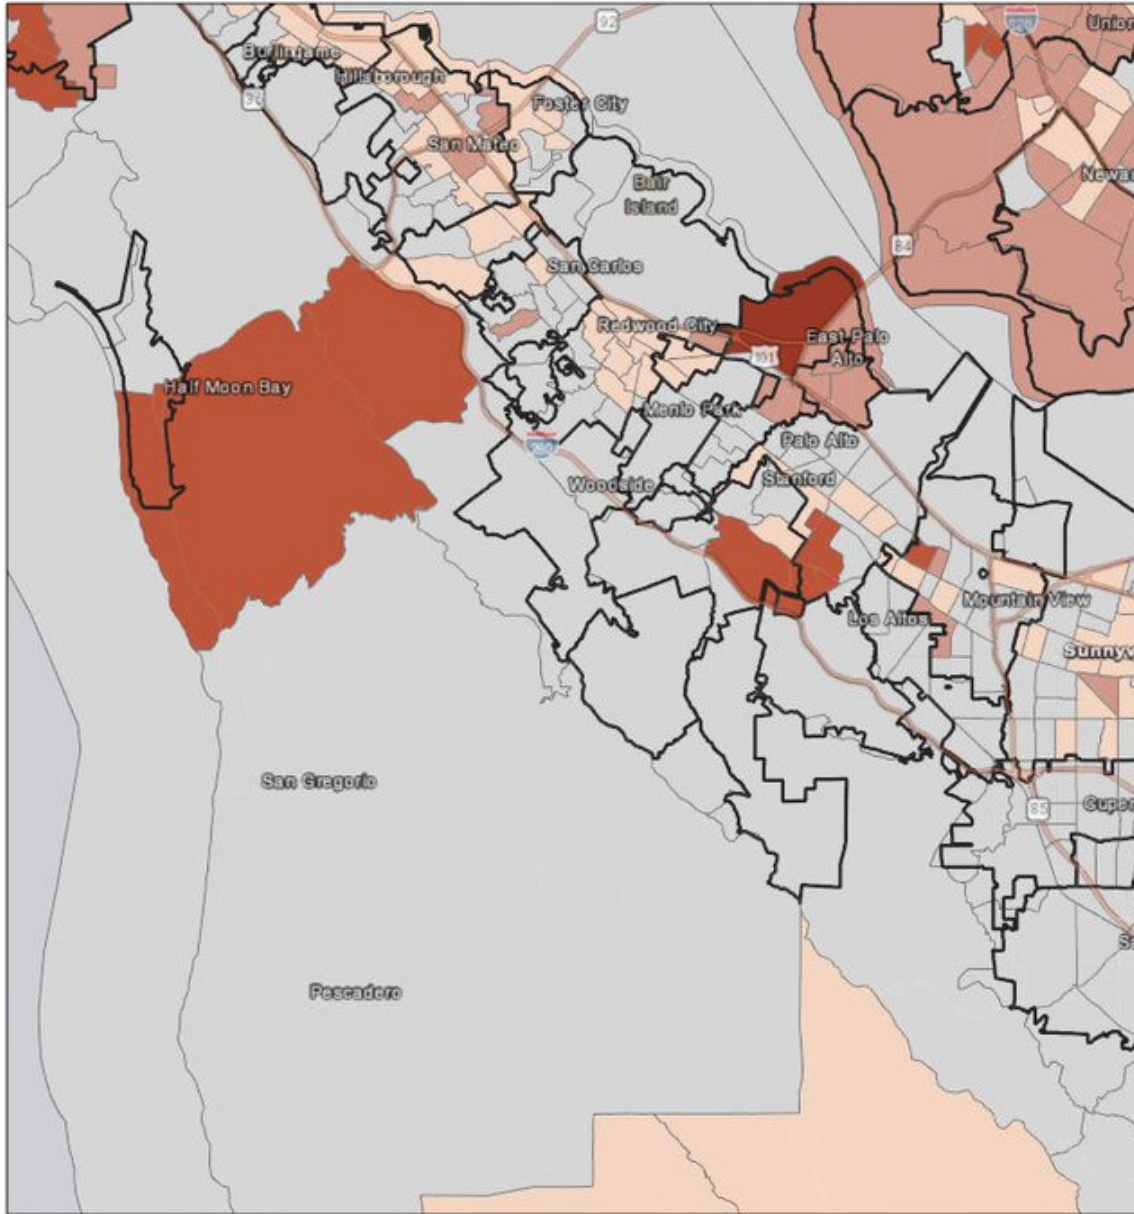 92
Union
Burlingame
Hillsborough
Foster City
San Mateo
Newar
Bair
Island
84
San Carlos
Redwood City
East Palo
Alto
101
Half Moon Bay
Menlo Park
Palo Alto
280
Woodside
Stanford
Mountain View
Los Altos
Sunnyv
San Gregorio
85
Cuper
Pescadero